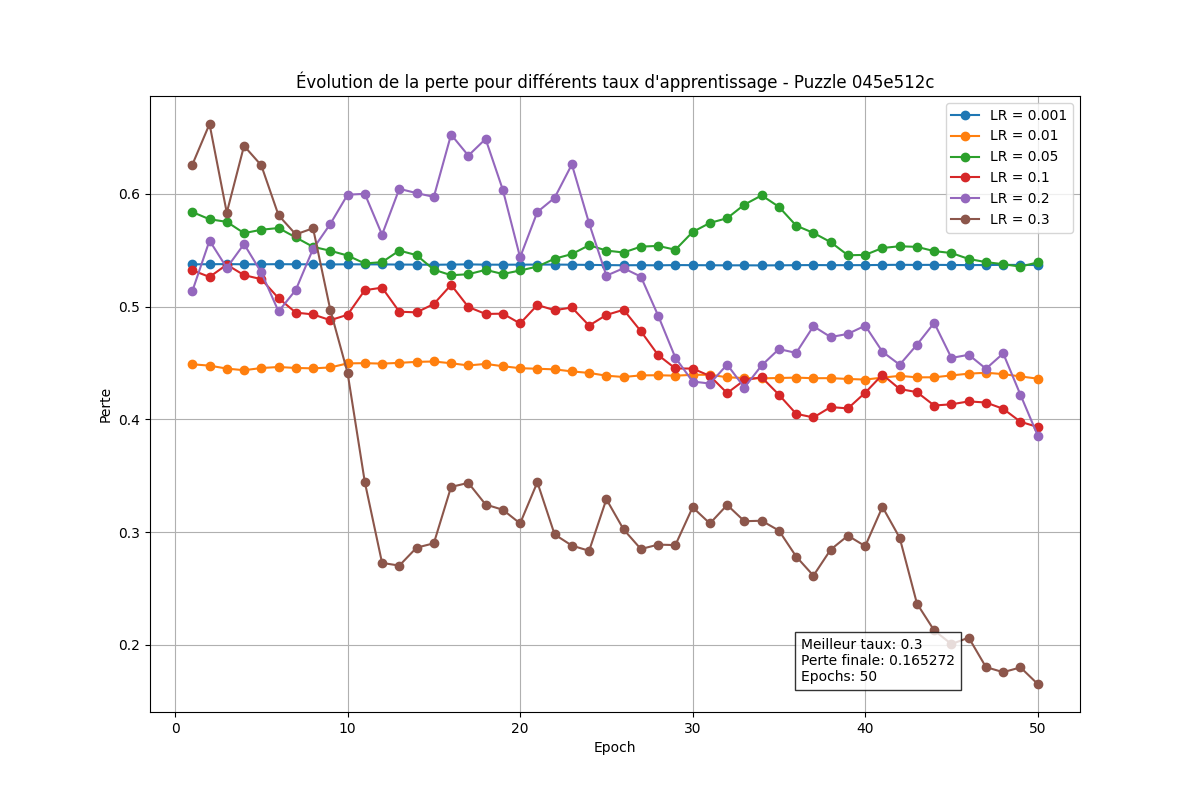 Évolution de la perte pour différents taux d'apprentissage - Puzzle 045e512c
LR = 0.001
LR = 0.01
LR = 0.05
LR = 0.1
LR = 0.2
LR = 0.3
Perte
0.6
0.5
0.4
0.3
0.2
Meilleur taux: 0.3
Perte finale: 0.165272
Epochs: 50
0 10 20 30 40 50
Epoch